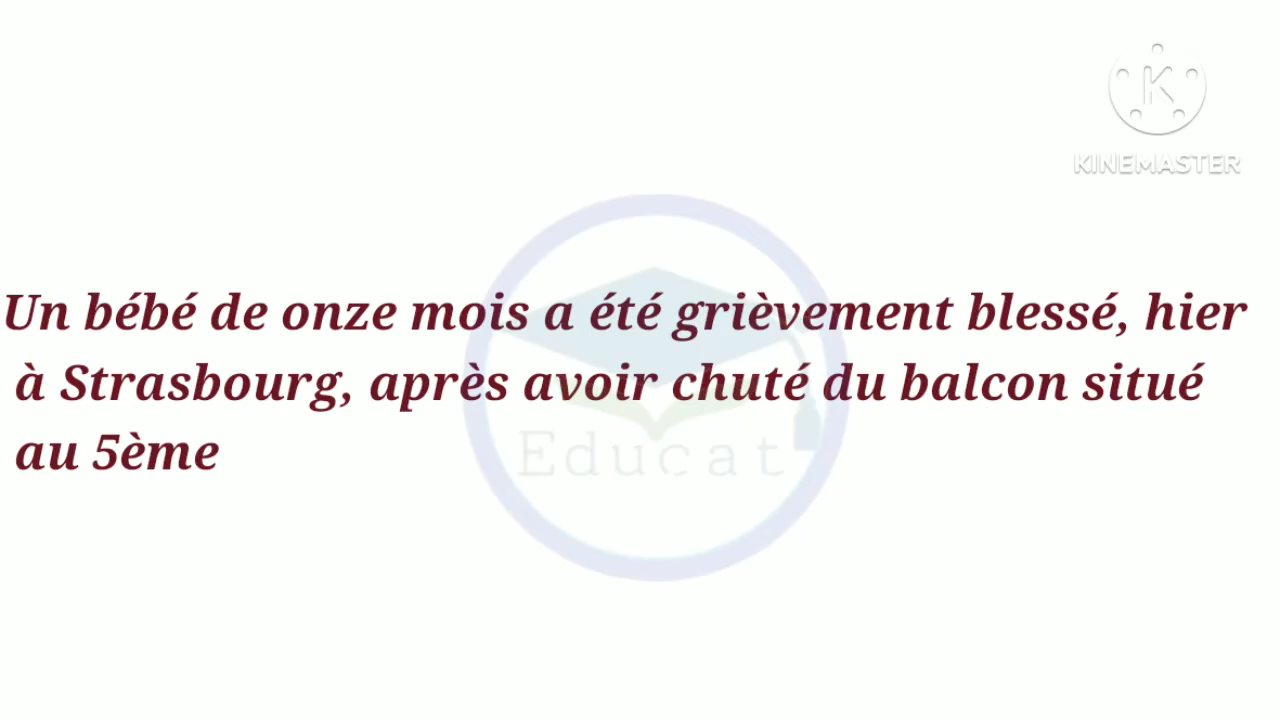 KINEMASTER
Un bébé de onze mois a été grièvement blessé, hier
à Strasbourg, après avoir chuté du balcon situé
au 5ème
Educat